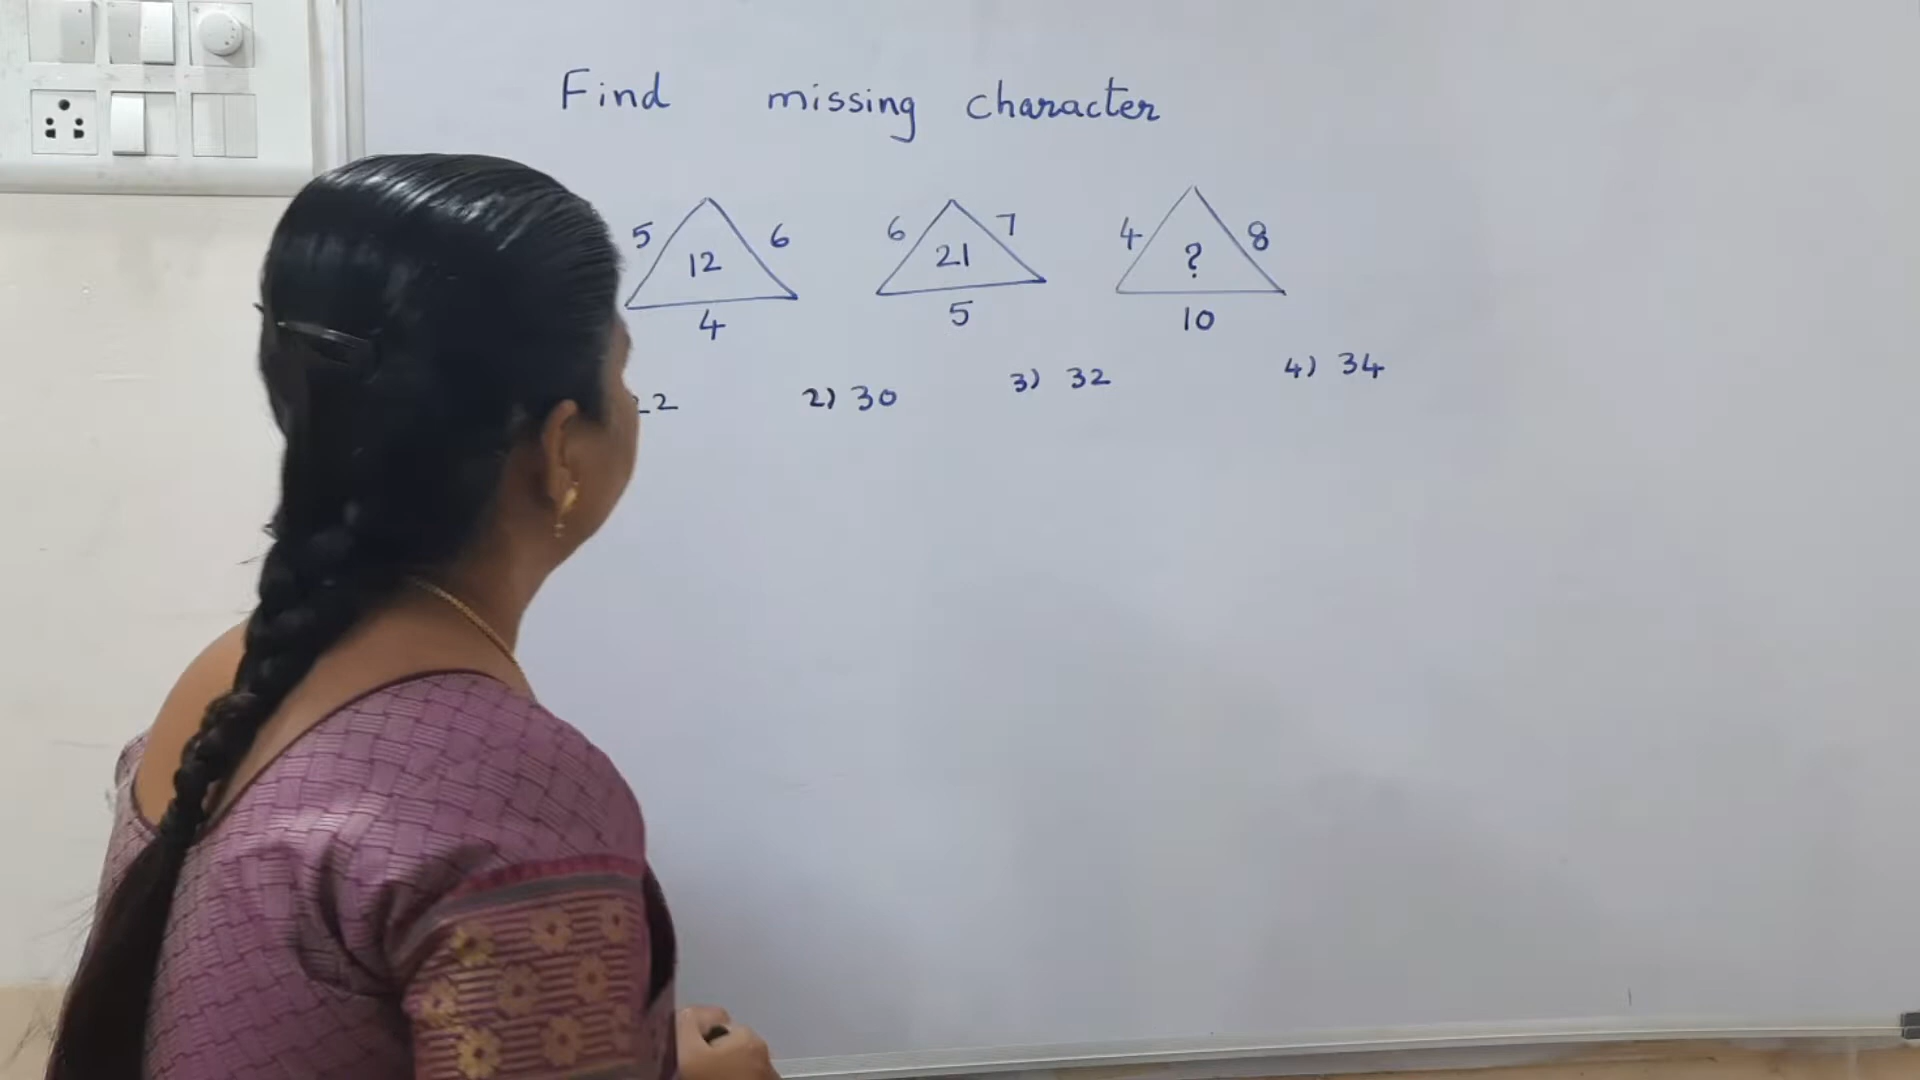 Find missing character
5 12 6 4
6 21 7 5
4 ? 8 10
22 2) 30 3) 32 4) 34